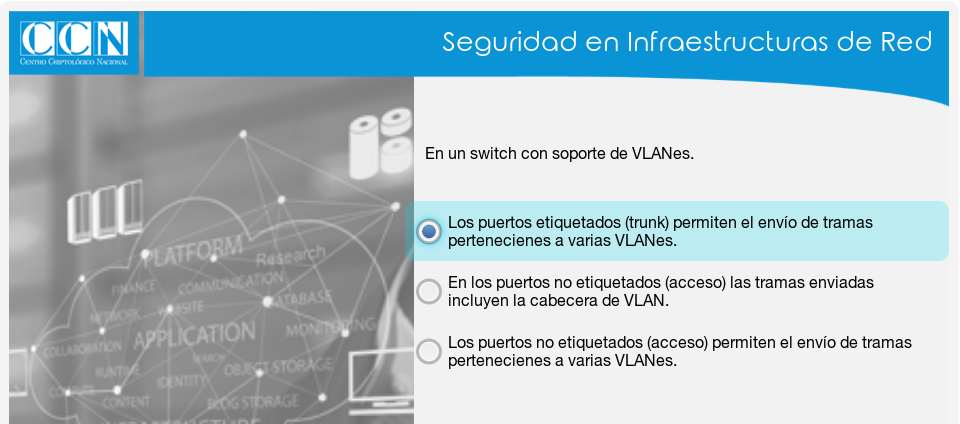 CCN
CENTRO CRIPTOLÓGICO NACIONAL
Seguridad en Infraestructuras de Red
En un switch con soporte de VLANes.
Los puertos etiquetados (trunk) permiten el envío de tramas
pertenecienes a varias VLANes.
En los puertos no etiquetados (acceso) las tramas enviadas
incluyen la cabecera de VLAN.
Los puertos no etiquetados (acceso) permiten el envío de tramas
perteneciones a varias VLANes.
PLATFORM
Research
FINANCE
COMMUNICATION
DATABASE
NETWORK
WEBSITE
APPLICATION
MONITORING
COLLABORATION
SEARCH
RUNTIME
IDENTITY
OBJECT STORAGE
COMPUTE
CONTENT
BLOG STORAGE
INFRASTRUCTURE